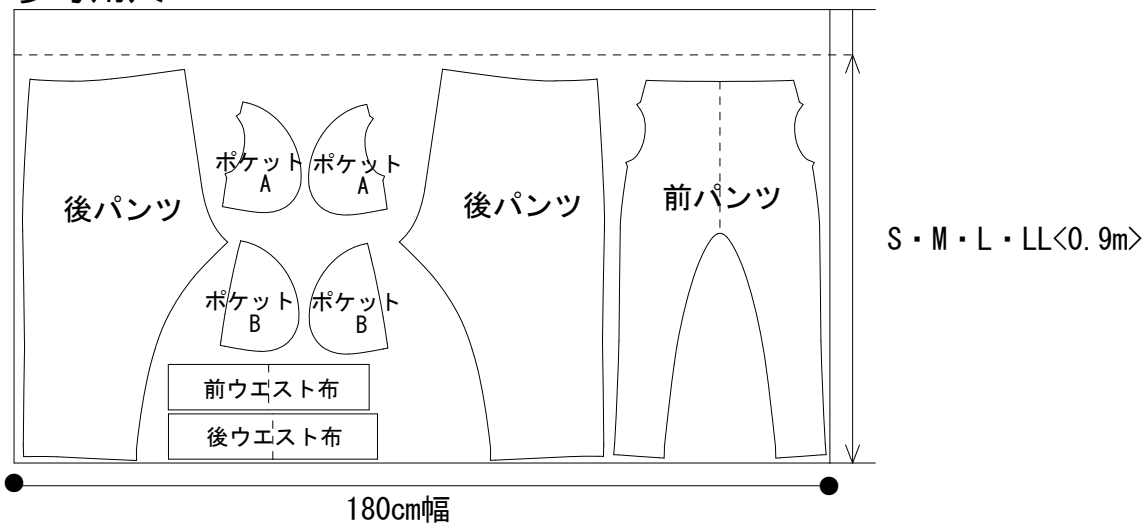 後パンツ
ポケット
A
ポケット
A
後パンツ
前パンツ
S・M・L・LL<0.9m>
ポケット
B
ポケット
B
前ウエスト布
後ウエスト布
180cm幅